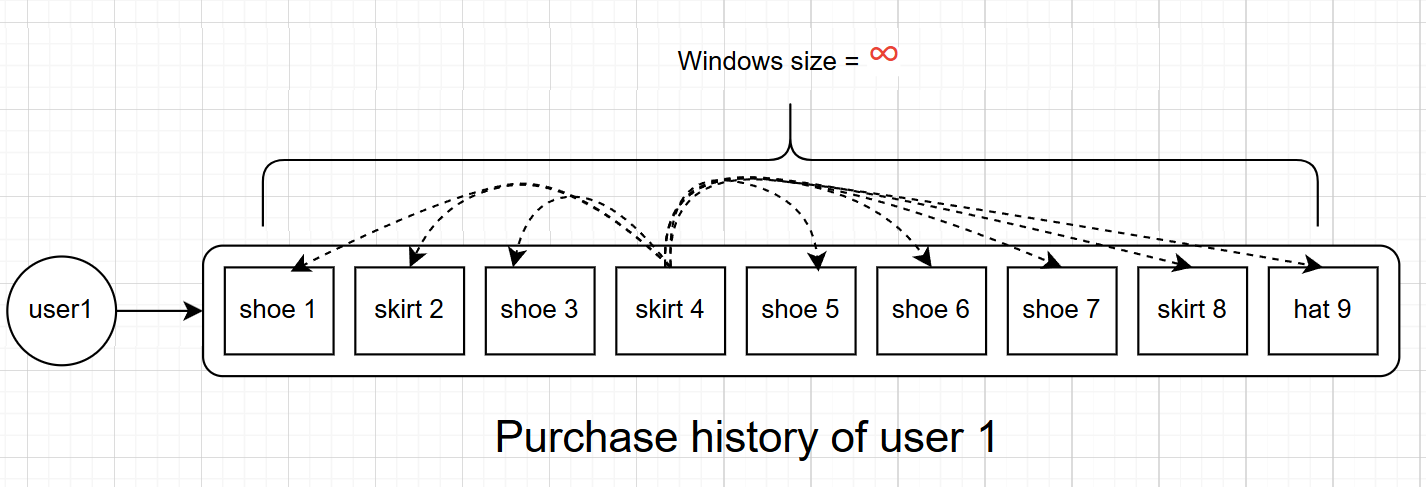 Windows size = ∞
user1
shoe 1
skirt 2
shoe 3
skirt 4
shoe 5
shoe 6
shoe 7
skirt 8
hat 9
Purchase history of user 1